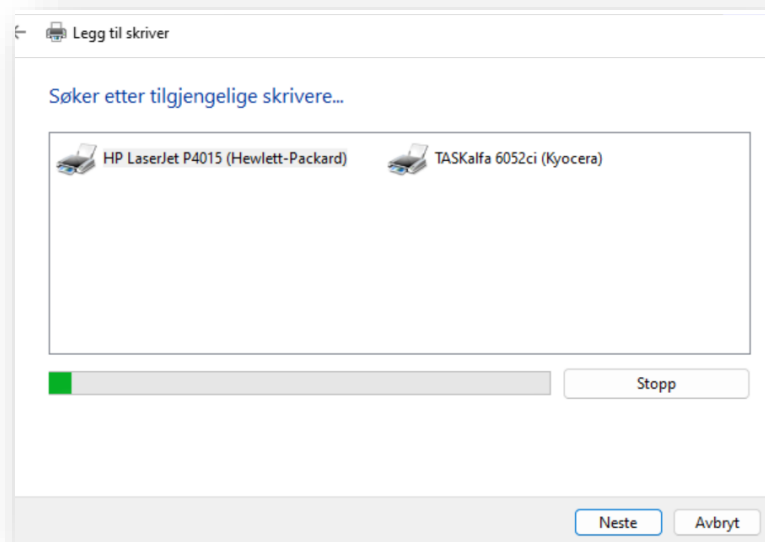 Legg til skriver
Søker etter tilgjengelige skrivere...
HP LaserJet P4015 (Hewlett-Packard)
TASKalfa 6052ci (Kyocera)
Stopp
Neste
Avbryt